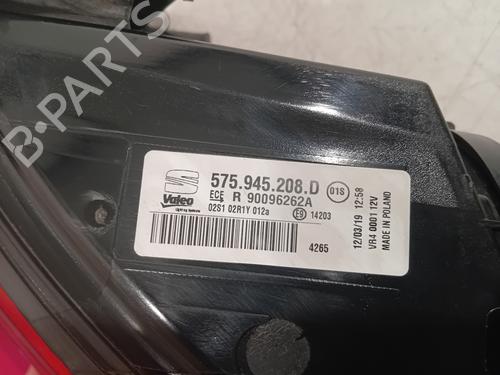 B-PARTS
575.945.208.D
01S
ECE R 90096262A
Valeo
02S1 02R1Y 012a
E9 14203
4265
12/03/19 12:58
VR4 0001 12V
MADE IN POLAND